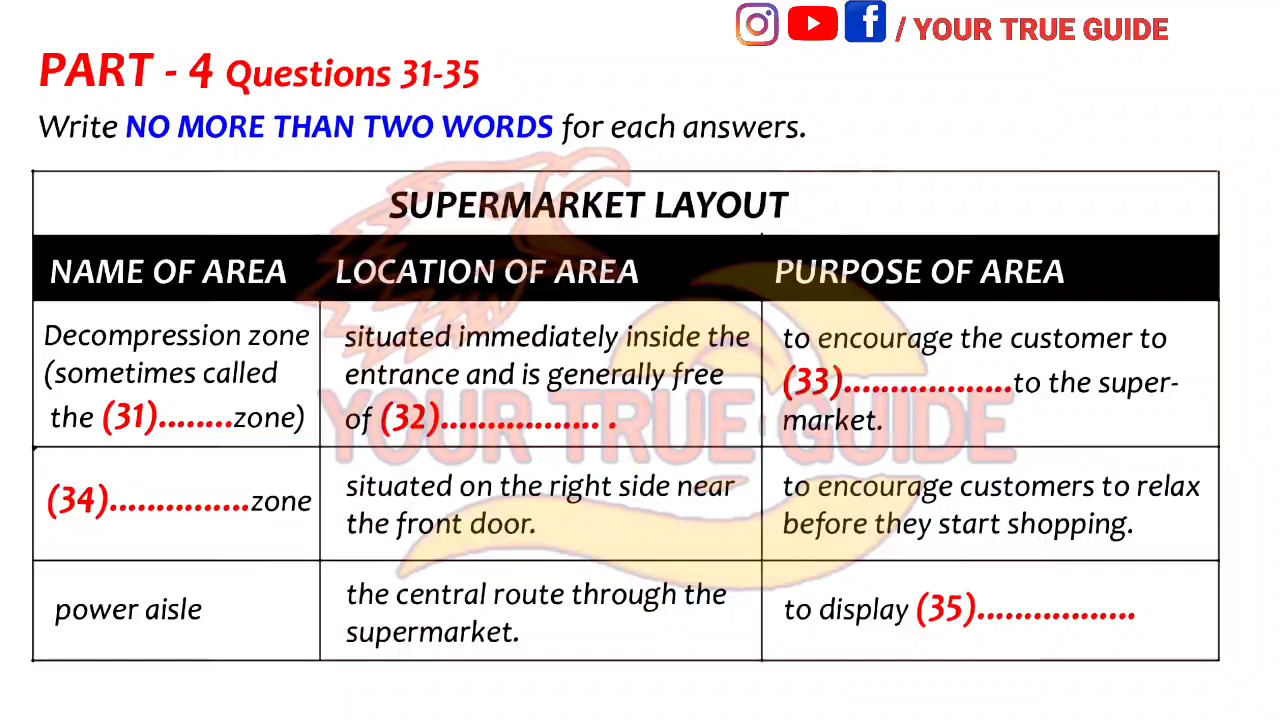 / YOUR TRUE GUIDE
PART - 4 Questions 31-35
Write NO MORE THAN TWO WORDS for each answers.
SUPERMARKET LAYOUT
NAME OF AREA LOCATION OF AREA PURPOSE OF AREA
Decompression zone
(sometimes called
the (31)........zone)
situated immediately inside the
entrance and is generally free
of (32)................. .
to encourage the customer to
(33)..................to the super-
market.
(34)...............zone
situated on the right side near
the front door.
to encourage customers to relax
before they start shopping.
power aisle
the central route through the
supermarket.
to display (35).................
YOUR TRUE GUIDE